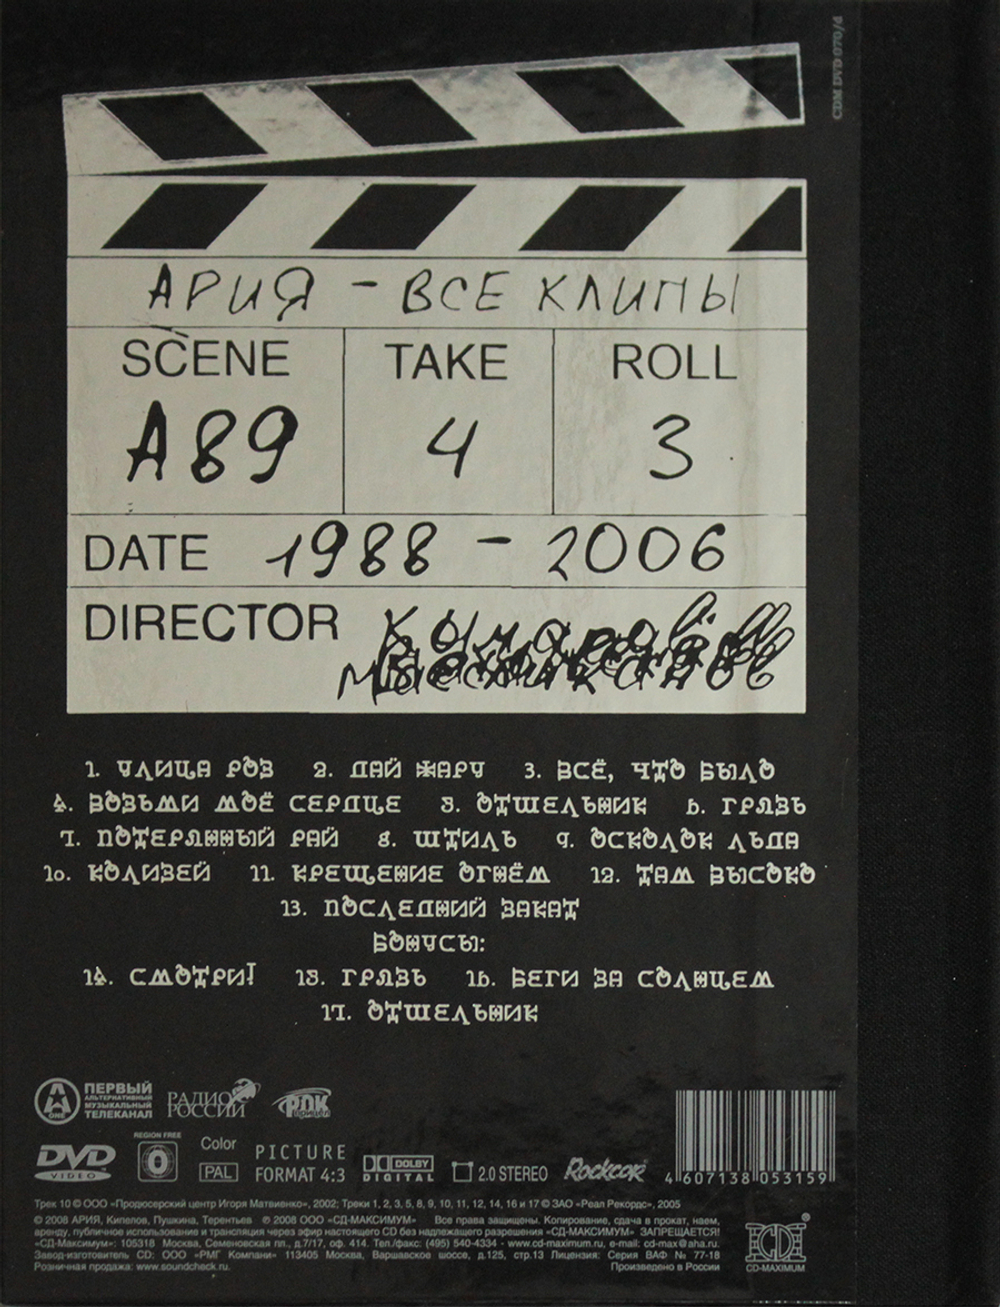 CDM DVD 070/4
АРИЯ - ВСЕ КЛИПЫ
SCENE TAKE ROLL
A89 4 3
DATE 1988 - 2006
DIRECTOR
1. УЛИЦА РОЗ 2. ДАЙ ЖАРУ 3. ВСЁ, ЧТО БЫЛО
4. ВОЗЬМИ МОЁ СЕРДЦЕ 5. ОТШЕЛЬНИК 6. ГРЯЗЬ
7. ПОТЕРЯННЫЙ РАЙ 8. ШТИЛЬ 9. ОСКОЛОК ЛЬДА
10. КОЛИЗЕЙ 11. КРЕЩЕНИЕ ОГНЁМ 12. ТАМ ВЫСОКО
13. ПОСЛЕДНИЙ ЗАКАТ
БОНУСЫ:
14. СМОТРИ! 15. ГРЯЗЬ 16. БЕГИ ЗА СОЛНЦЕМ
17. ОТШЕЛЬНИК
A ONE ПЕРВЫЙ АЛЬТЕРНАТИВНЫЙ МУЗЫКАЛЬНЫЙ ТЕЛЕКАНАЛ РАДИО РОССИИ РОК
DVD VIDEO REGION FREE 0 Color PAL PICTURE FORMAT 4:3 DOLBY DIGITAL 2.0 STEREO Rockcor 4 607138 053159
Трек 10 © ООО «Продюсерский центр Игоря Матвиенко», 2002; Треки 1, 2, 3, 5, 8, 9, 10, 11, 12, 14, 16 и 17 © ЗАО «Реал Рекордс», 2005
© 2008 АРИЯ, Кипелов, Пушкина, Терентьев ℗ 2008 ООО «СД-МАКСИМУМ» Все права защищены. Копирование, сдача в прокат, наем,
аренду, публичное использование и трансляция через эфир настоящего CD без надлежащего разрешения «СД-МАКСИМУМ» ЗАПРЕЩАЕТСЯ!
«СД-Максимум»: 105318 Москва, Семеновская пл., д.7/17, оф. 414. Тел./факс: (495) 540-4334 - www.cd-maximum.ru, e-mail: cd-max@aha.ru.
Завод-изготовитель CD: ООО «РМГ Компани» 113405 Москва, Варшавское шоссе, д.125, стр.13 Лицензия: Серия ВАФ № 77-18
Розничная продажа: www.soundcheck.ru. Произведено в России
CD-MAXIMUM